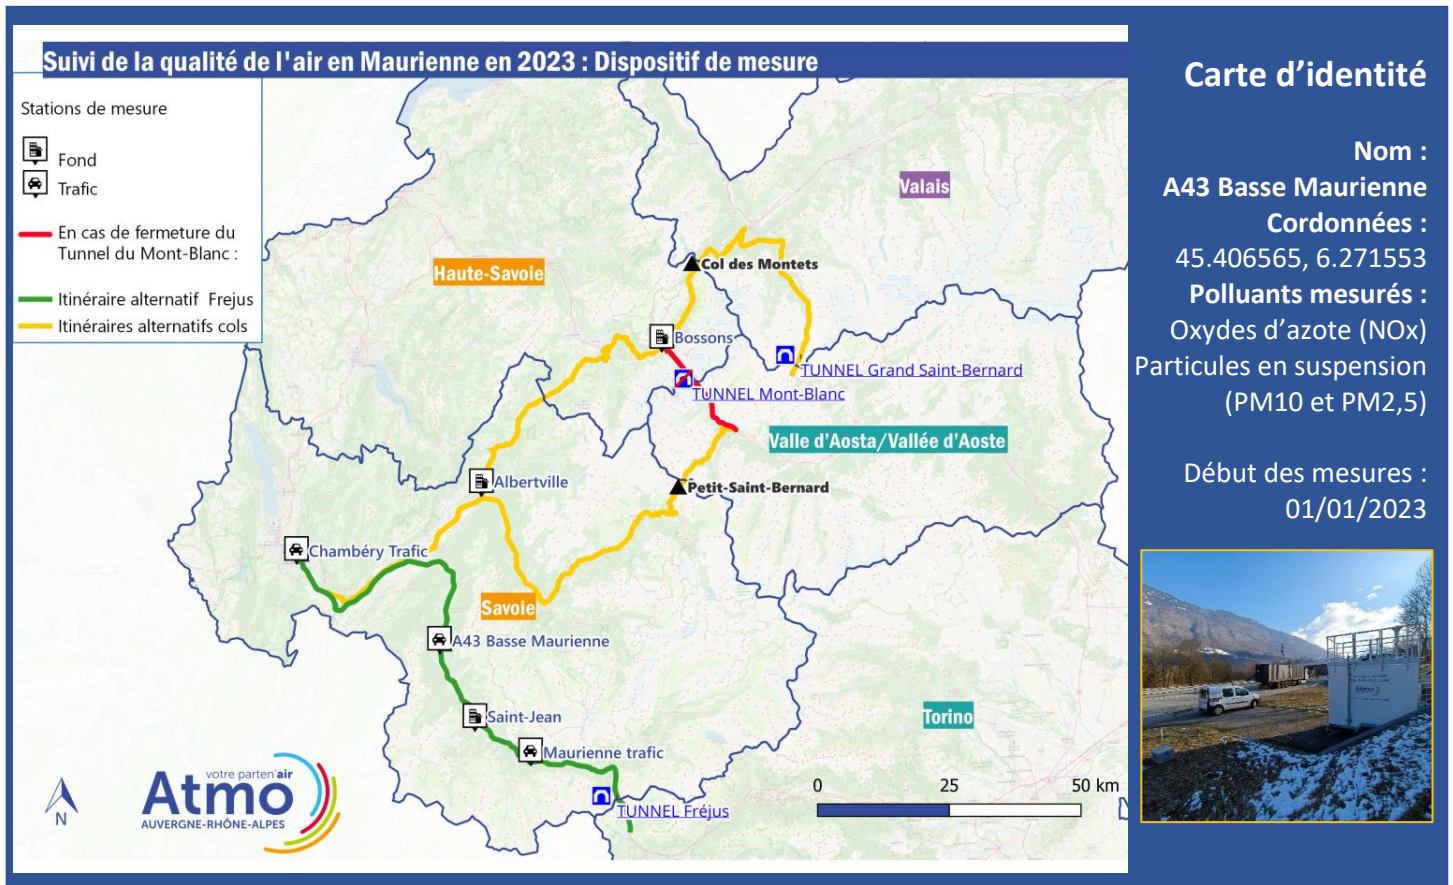 Suivi de la qualité de l'air en Maurienne en 2023 : Dispositif de mesure
Stations de mesure
Fond
Trafic
En cas de fermeture du
Tunnel du Mont-Blanc :
Itinéraire alternatif Frejus
Itinéraires alternatifs cols
Valais
Haute-Savoie
Col des Montets
Bossons
TUNNEL Grand Saint-Bernard
TUNNEL Mont-Blanc
Valle d'Aosta/Vallée d'Aoste
Albertville
Petit-Saint-Bernard
Chambéry Trafic
Savoie
A43 Basse Maurienne
Saint-Jean
Torino
Maurienne trafic
TUNNEL Fréjus
0 25 50 km
N
votre parten'air
Atmo
AUVERGNE-RHÔNE-ALPES
Carte d’identité
Nom :
A43 Basse Maurienne
Cordonnées :
45.406565, 6.271553
Polluants mesurés :
Oxydes d’azote (NOx)
Particules en suspension
(PM10 et PM2,5)
Début des mesures :
01/01/2023
Atmo